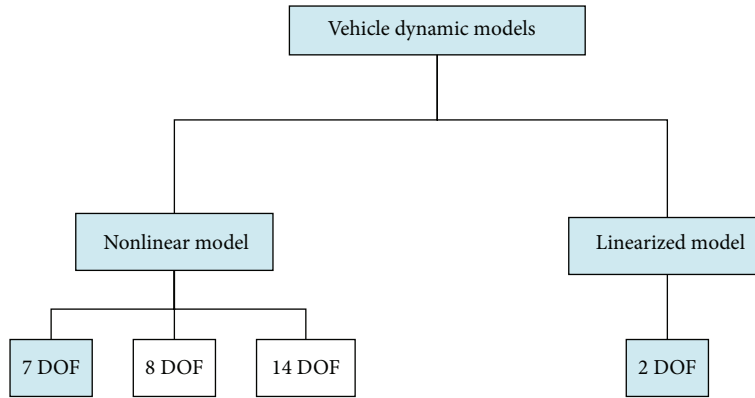 Vehicle dynamic models
Nonlinear model
Linearized model
7 DOF
8 DOF
14 DOF
2 DOF